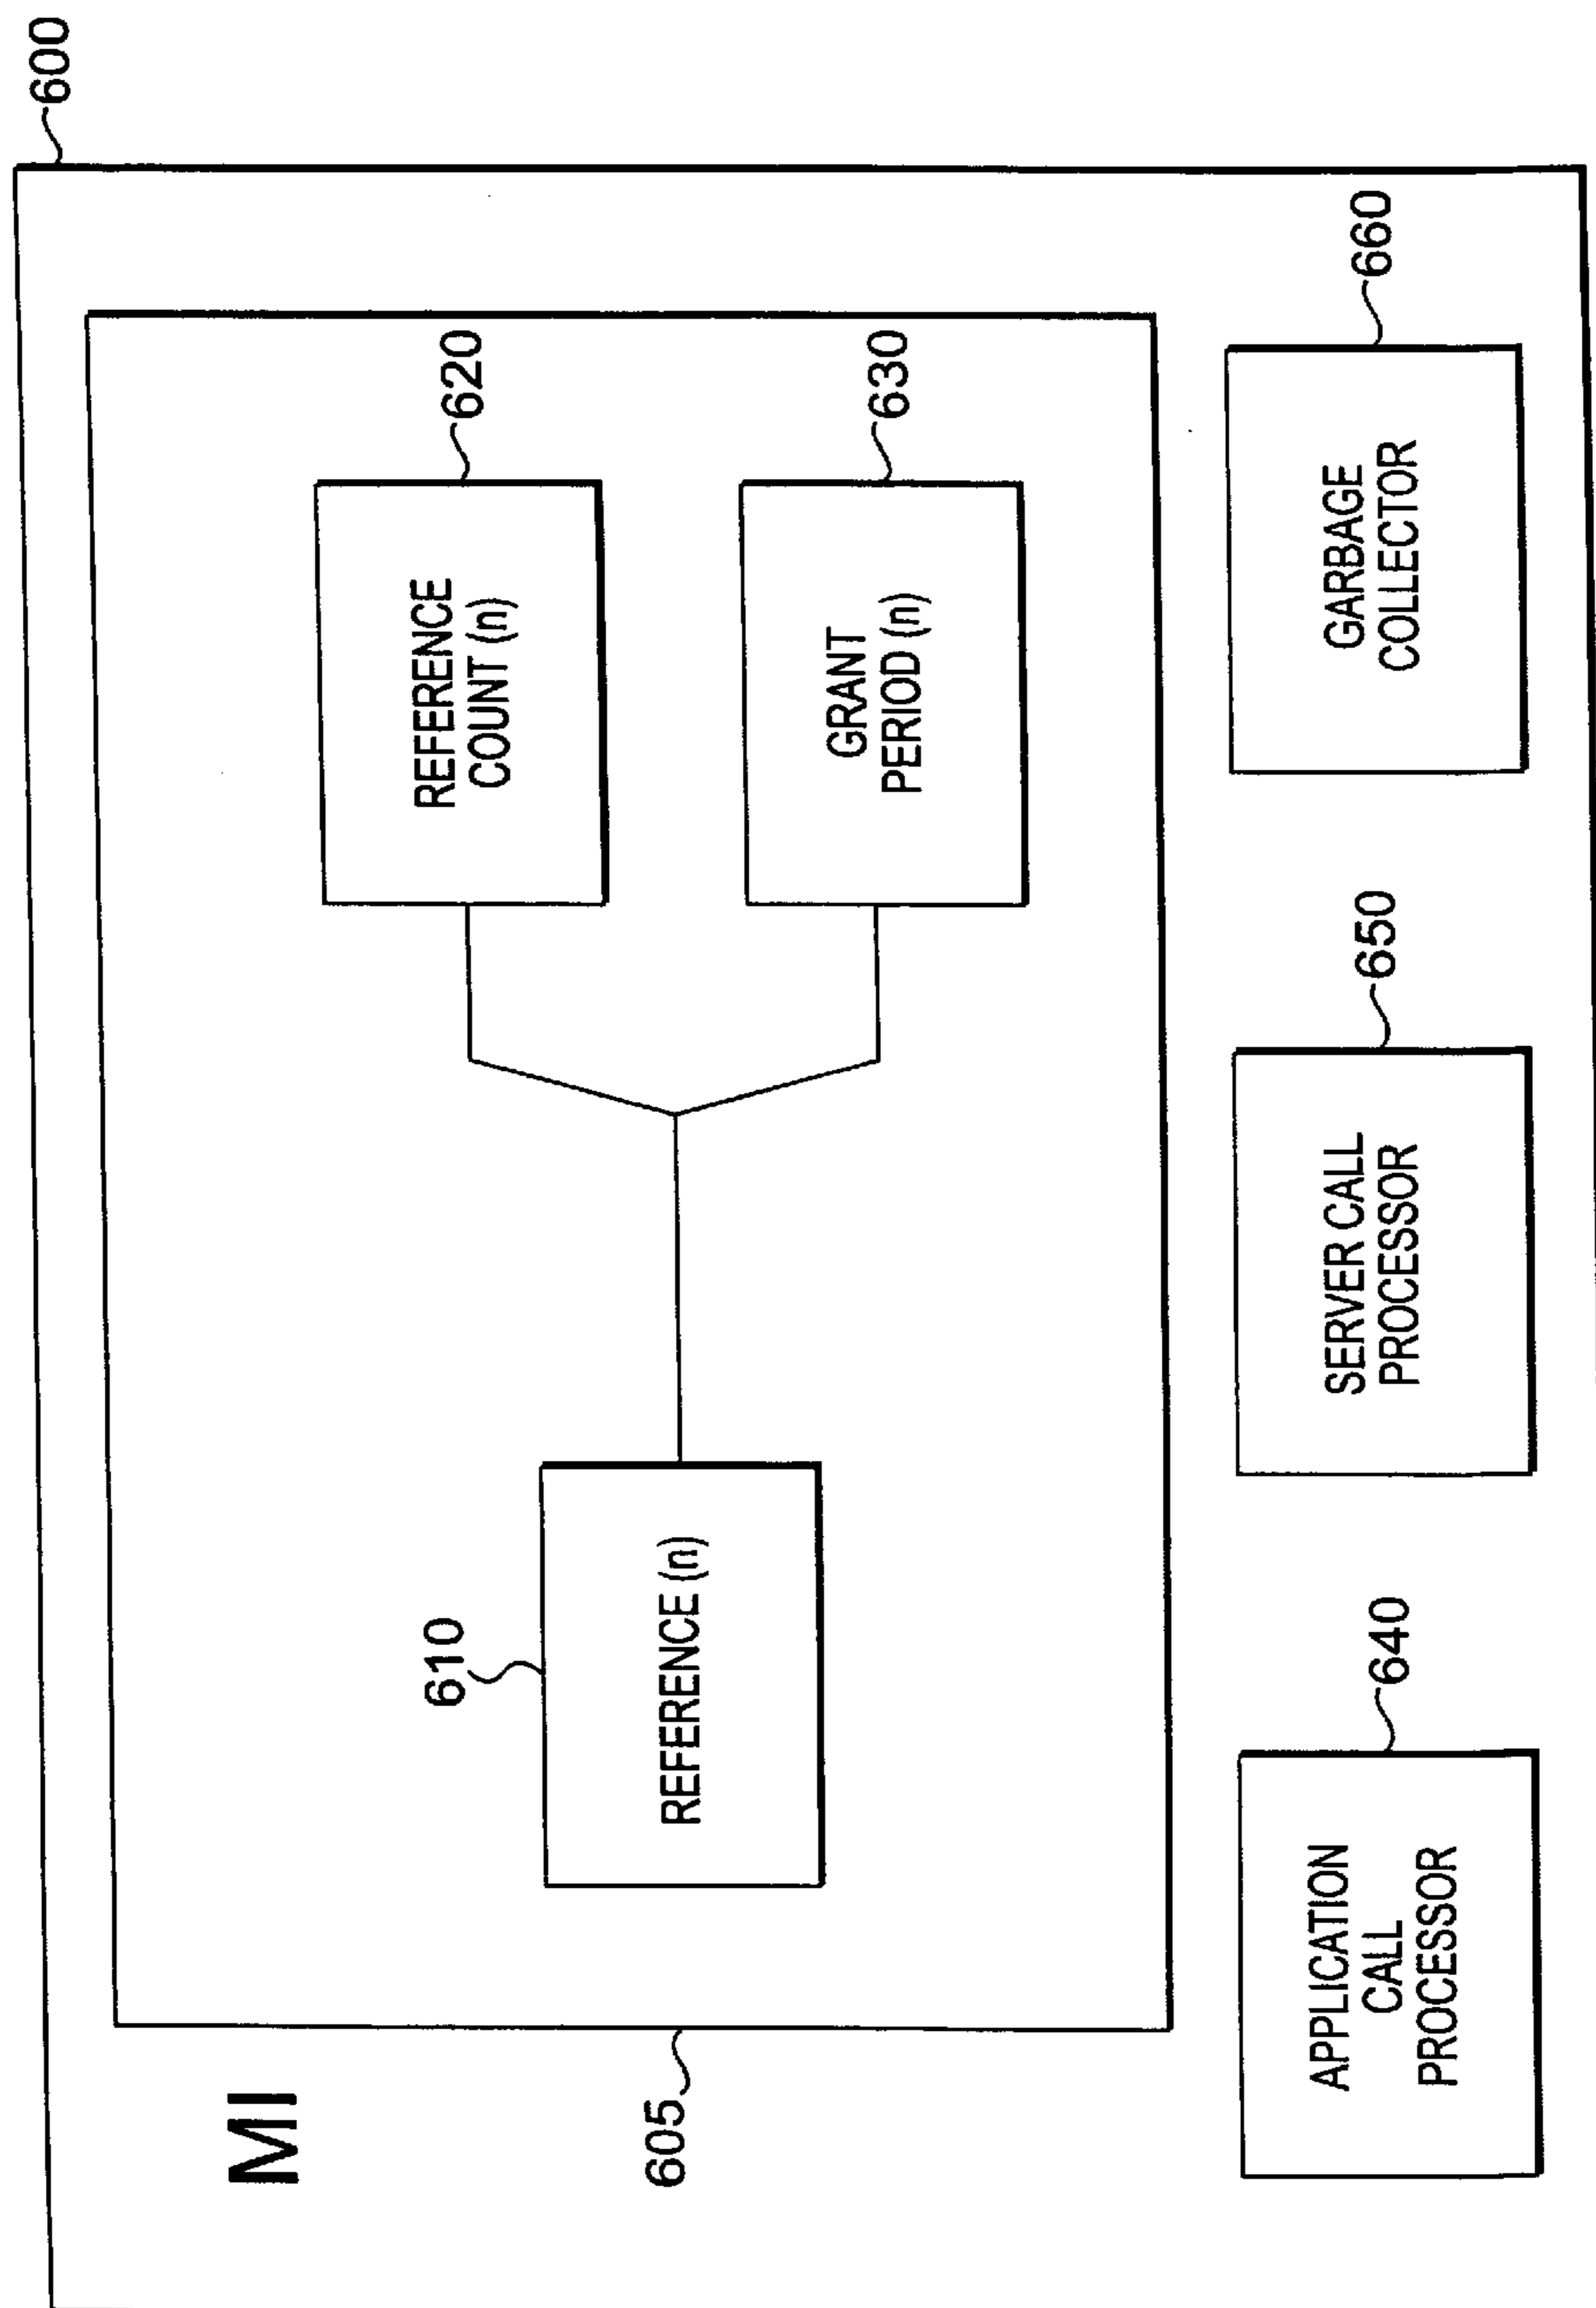 600
MI
605
610
REFERENCE (n)
620
REFERENCE
COUNT (n)
630
GRANT
PERIOD (n)
640
APPLICATION
CALL
PROCESSOR
650
SERVER CALL
PROCESSOR
660
GARBAGE
COLLECTOR